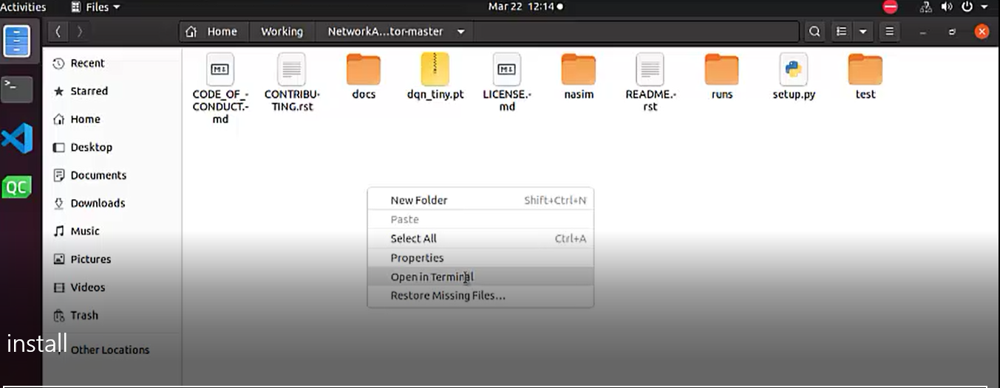 Activities
Files
Mar 22 12:14
Home
Working
NetworkA...tor-master
Recent
Starred
Home
Desktop
Documents
Downloads
Music
Pictures
Videos
Trash
Other Locations
CODE_OF_-
CONDUCT.-
md
CONTRIBU-
TING.rst
docs
dqn_tiny.pt
LICENSE.-
md
nasim
README.-
rst
runs
setup.py
test
New Folder Shift+Ctrl+N
Paste
Select All Ctrl+A
Properties
Open in Terminal
Restore Missing Files...
QC
install